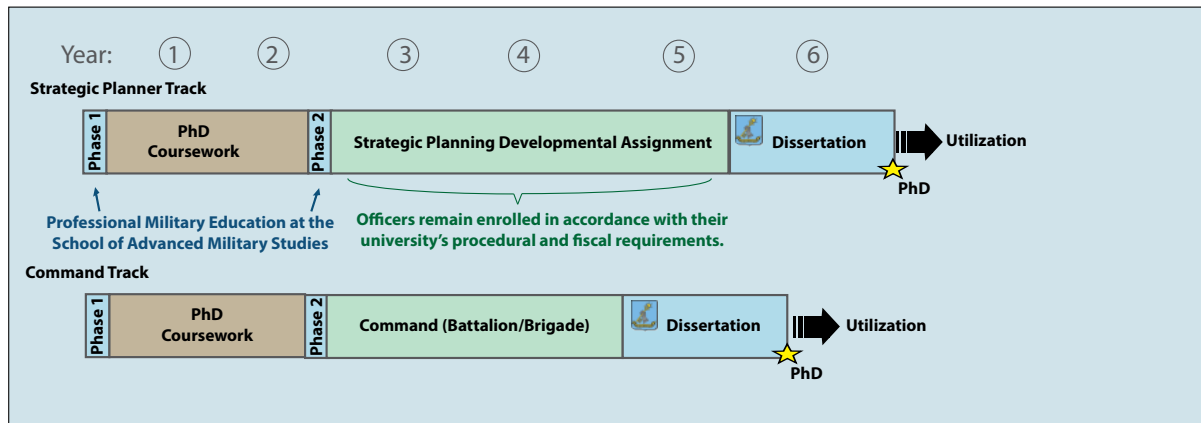 Year: 1 2 3 4 5 6
Strategic Planner Track
Phase 1
PhD
Coursework
Phase 2
Strategic Planning Developmental Assignment
Dissertation
Utilization
PhD
Professional Military Education at the
School of Advanced Military Studies
Officers remain enrolled in accordance with their
university’s procedural and fiscal requirements.
Command Track
Phase 1
PhD
Coursework
Phase 2
Command (Battalion/Brigade)
Dissertation
Utilization
PhD